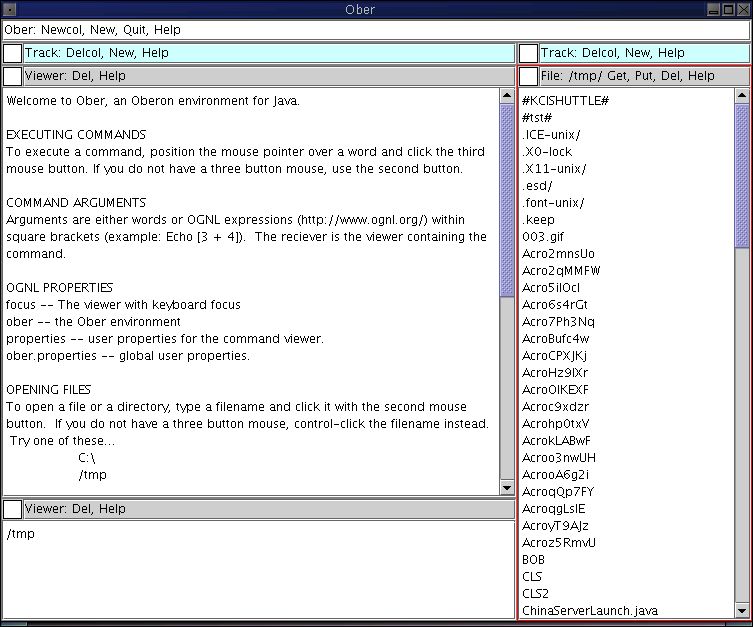 Ober
Ober: Newcol, New, Quit, Help
Track: Delcol, New, Help
Viewer: Del, Help
Welcome to Ober, an Oberon environment for Java.
EXECUTING COMMANDS
To execute a command, position the mouse pointer over a word and click the third
mouse button. If you do not have a three button mouse, use the second button.
COMMAND ARGUMENTS
Arguments are either words or OGNL expressions (http://www.ognl.org/) within
square brackets (example: Echo [3 + 4]).  The reciever is the viewer containing the
command.
OGNL PROPERTIES
focus -- The viewer with keyboard focus
ober -- the Ober environment
properties -- user properties for the command viewer.
ober.properties -- global user properties.
OPENING FILES
To open a file or a directory, type a filename and click it with the second mouse
button.  If you do not have a three button mouse, control-click the filename instead.
Try one of these...
C:\
/tmp
Viewer: Del, Help
/tmp
Track: Delcol, New, Help
File: /tmp/ Get, Put, Del, Help
#KCISHUTTLE#
#tst#
.ICE-unix/
.X0-lock
.X11-unix/
.esd/
.font-unix/
.keep
003.gif
Acro2mnsUo
Acro2qMMFW
Acro6s4rGt
Acro7Ph3Nq
AcroBufc4w
AcroCPXJKj
Acroc9xdzr
Acrohp0txV
AcrokLABwF
Acroo3nwUH
AcrooA6g2i
AcroqQp7FY
AcroyT9AJz
Acroz5RmvU
BOB
CLS
CLS2
ChinaServerLaunch.java